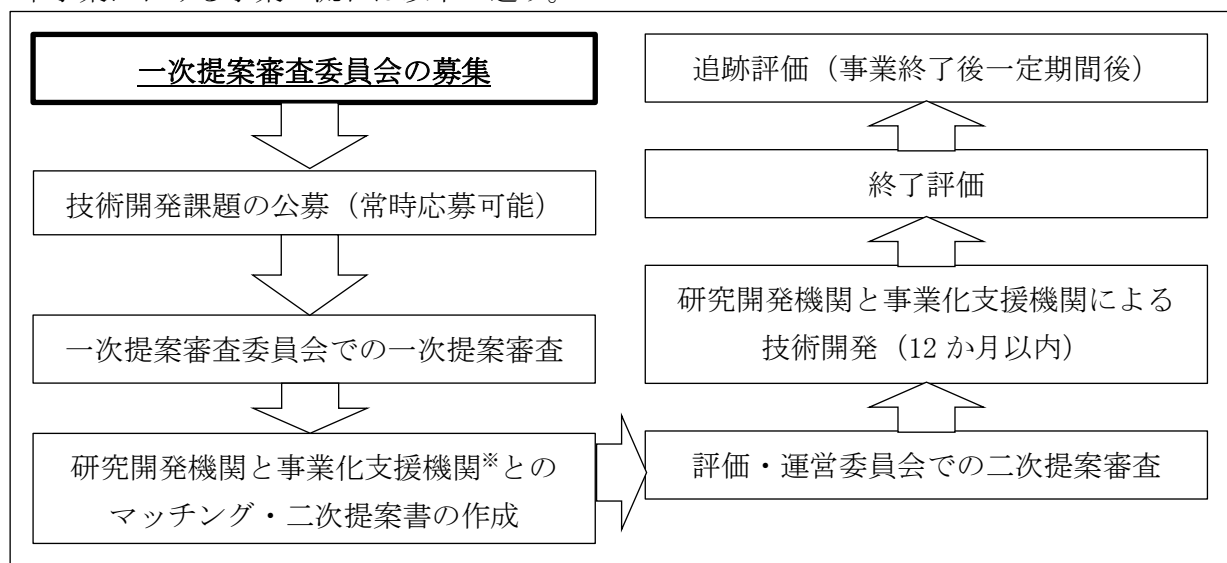 一次提案審査委員会の募集
技術開発課題の公募（常時応募可能）
一次提案審査委員会での一次提案審査
研究開発機関と事業化支援機関※との
マッチング・二次提案書の作成
評価・運営委員会での二次提案審査
研究開発機関と事業化支援機関による
技術開発（12 か月以内）
終了評価
追跡評価（事業終了後一定期間後）